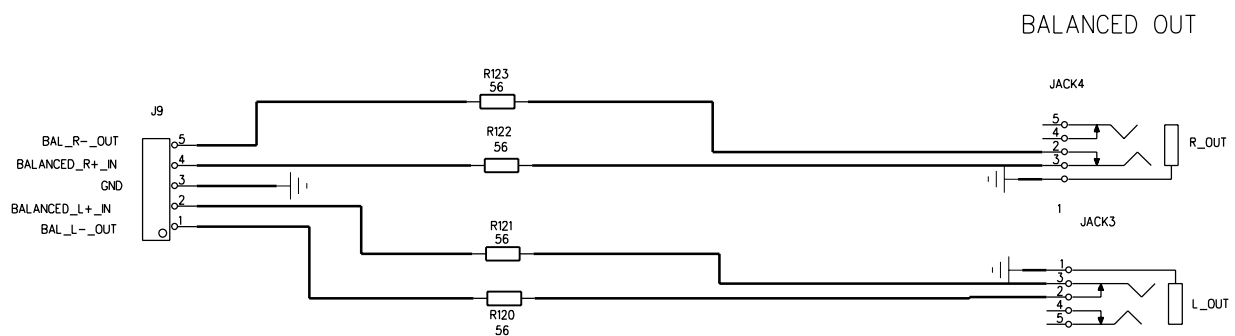 BALANCED OUT
R123
56
JACK4
J9
5
4
2
3
R_OUT
1
BAL_R-_OUT
BALANCED_R+_IN
GND
BALANCED_L+_IN
BAL_L-_OUT
5
4
3
2
1
R122
56
R121
56
R120
56
JACK3
1
3
2
4
5
L_OUT